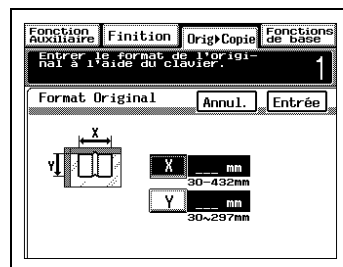 Fonction Auxiliaire
Finition
Orig▸Copie
Fonctions de base
Entrer le format de l'origi-
nal à l'aide du clavier.
1
Format Original
Annul.
Entrée
X
Y
X ___ mm
30-432mm
Y ___ mm
30~297mm